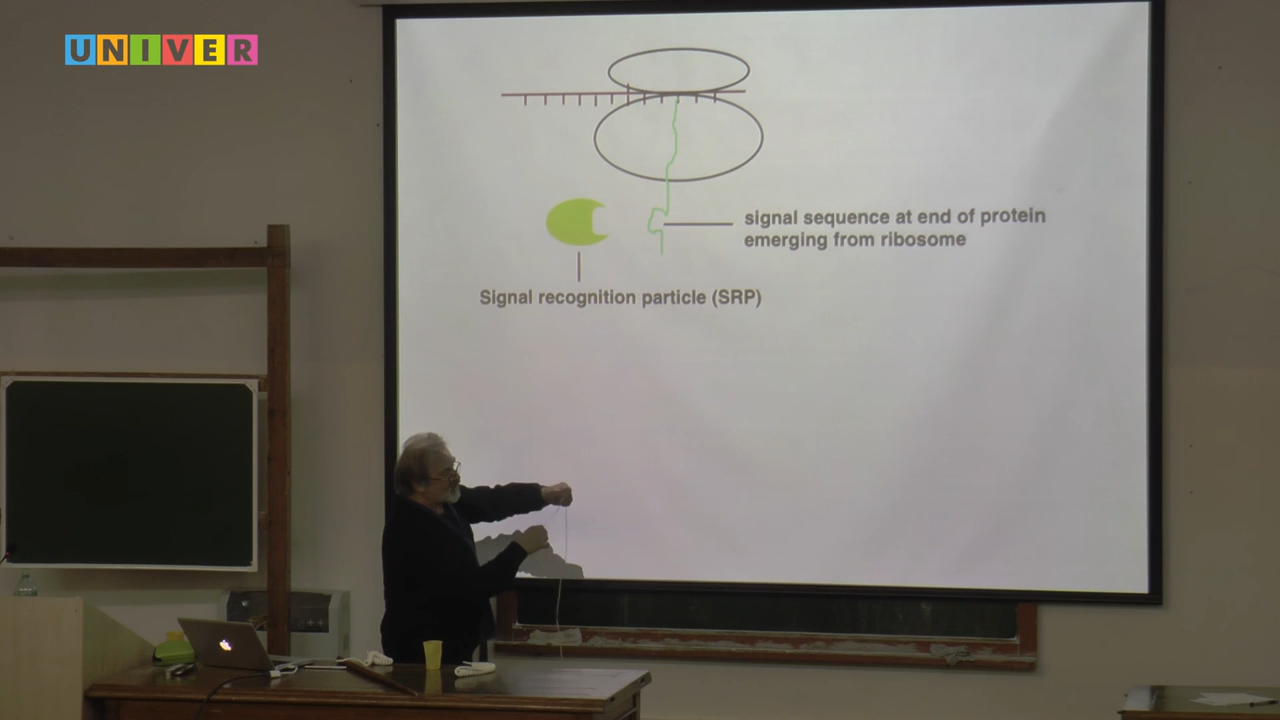 UNIVER
signal sequence at end of protein
emerging from ribosome
Signal recognition particle (SRP)